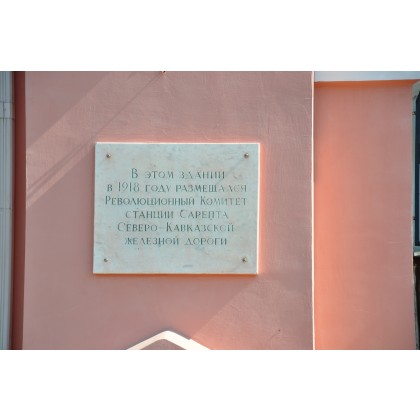 В этом здании
в 1918 году размещался
Революционный Комитет
станции Сарепта
Северо-Кавказской
железной дороги